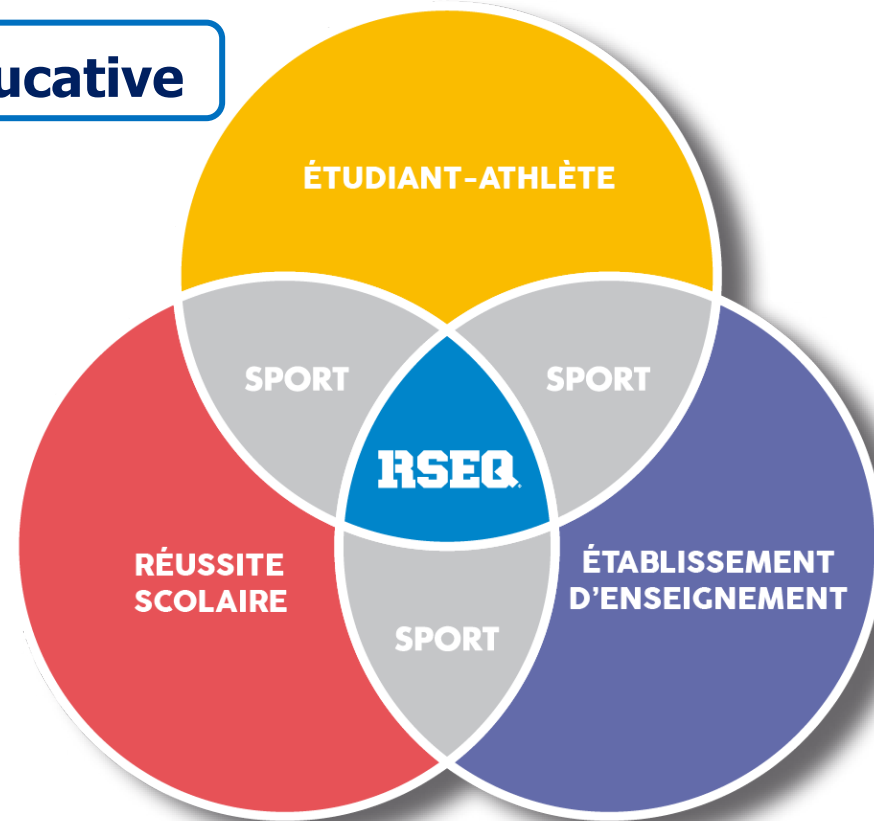 ucative
ÉTUDIANT-ATHLÈTE
SPORT SPORT
RSEQ
RÉUSSITE
SCOLAIRE
ÉTABLISSEMENT
D'ENSEIGNEMENT
SPORT